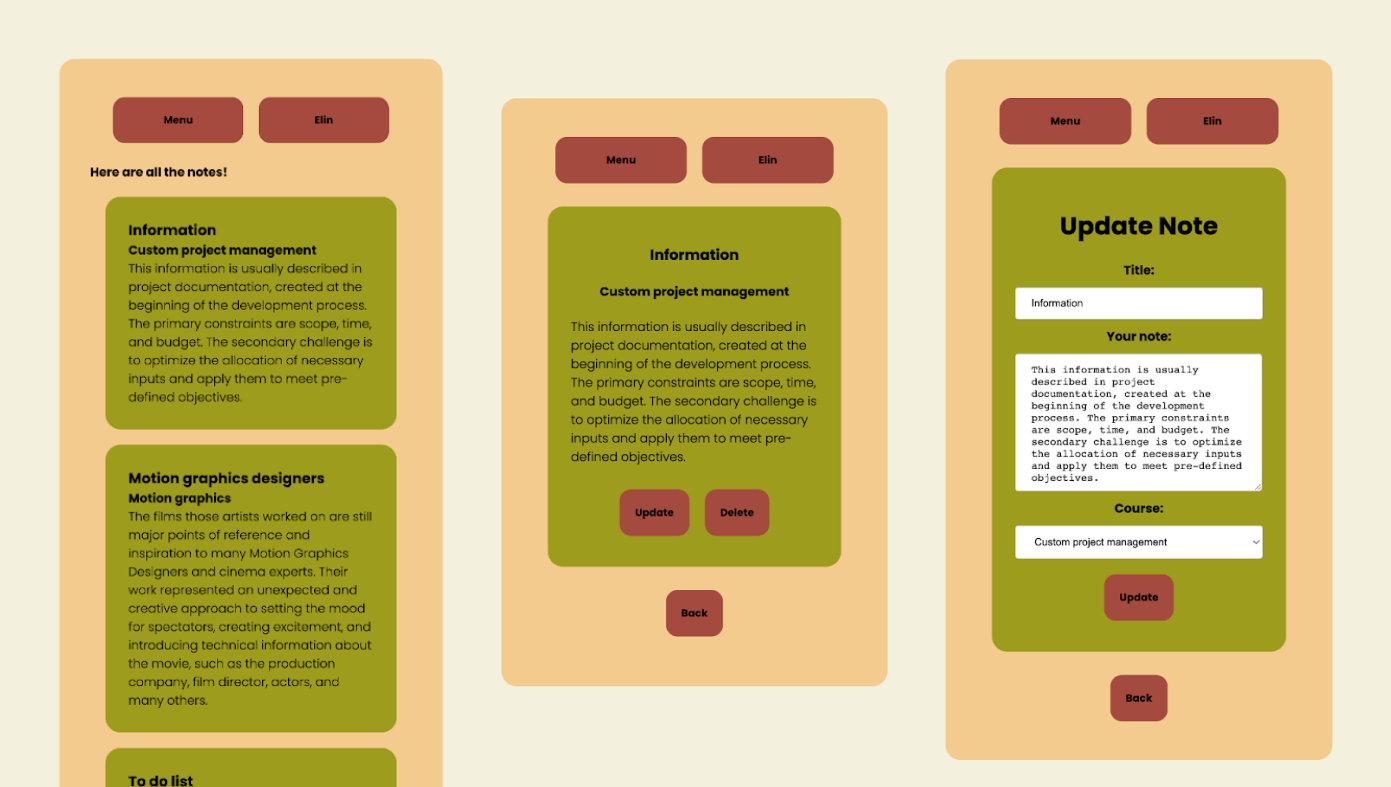 Menu
Elin
Here are all the notes!
Information
Custom project management
This information is usually described in
project documentation, created at the
beginning of the development process.
The primary constraints are scope, time,
and budget. The secondary challenge is
to optimize the allocation of necessary
inputs and apply them to meet pre-
defined objectives.
Motion graphics designers
Motion graphics
The films those artists worked on are still
major points of reference and
inspiration to many Motion Graphics
Designers and cinema experts. Their
work represented an unexpected and
creative approach to setting the mood
for spectators, creating excitement, and
introducing technical information about
the movie, such as the production
company, film director, actors, and
many others.
To do list
Menu
Elin
Information
Custom project management
This information is usually described in
project documentation, created at the
beginning of the development process.
The primary constraints are scope, time,
and budget. The secondary challenge is
to optimize the allocation of necessary
inputs and apply them to meet pre-
defined objectives.
Update
Delete
Back
Menu
Elin
Update Note
Title:
Information
Your note:
This information is usually
described in project
documentation, created at the
beginning of the development
process. The primary constraints
are scope, time, and budget. The
secondary challenge is to optimize
the allocation of necessary inputs
and apply them to meet pre-defined
objectives.
Course:
Custom project management
Update
Back